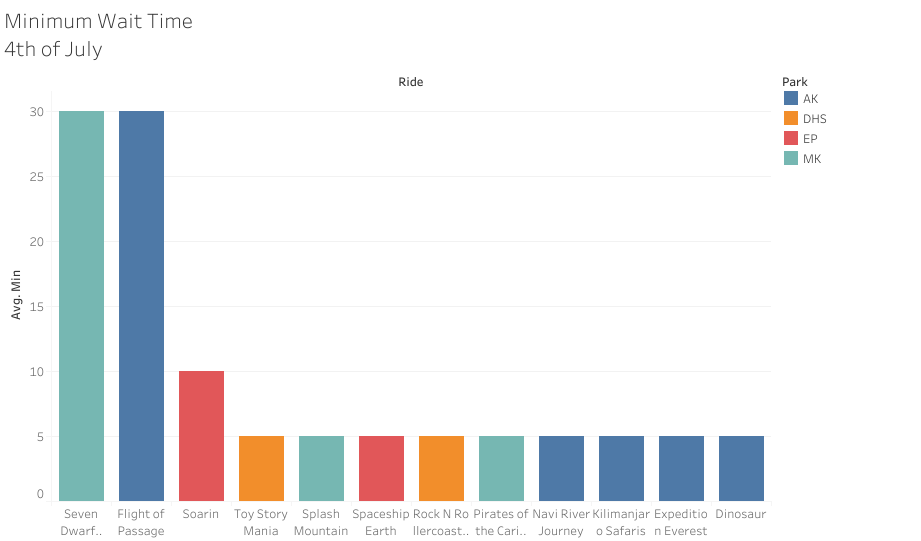 Minimum Wait Time
4th of July
Ride
Park
AK
DHS
EP
MK
Avg. Min
30
25
20
15
10
5
0
Seven
Dwarf..
Flight of
Passage
Soarin
Toy Story
Mania
Splash
Mountain
Spaceship
Earth
Rock N Ro
llercoast..
Pirates of
the Cari..
Navi River
Journey
Kilimanjar
o Safaris
Expeditio
n Everest
Dinosaur